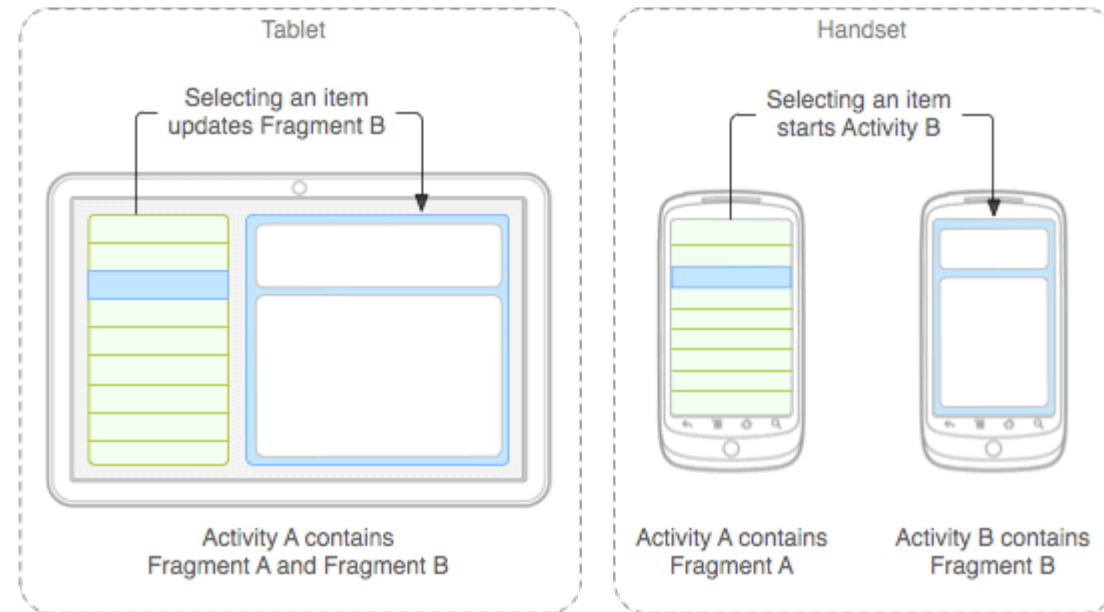 Tablet
Selecting an item
updates Fragment B
Activity A contains
Fragment A and Fragment B
Handset
Selecting an item
starts Activity B
Activity A contains
Fragment A
Activity B contains
Fragment B